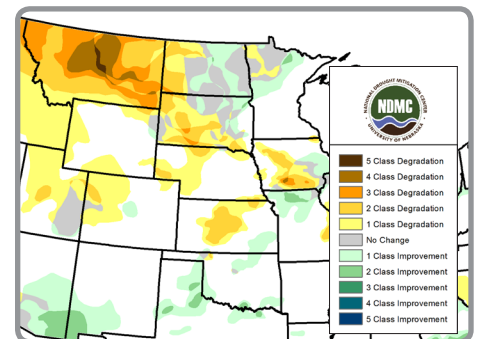 NATIONAL DROUGHT MITIGATION CENTER
NDMC
UNIVERSITY OF NEBRASKA
5 Class Degradation
4 Class Degradation
3 Class Degradation
2 Class Degradation
1 Class Degradation
No Change
1 Class Improvement
2 Class Improvement
3 Class Improvement
4 Class Improvement
5 Class Improvement